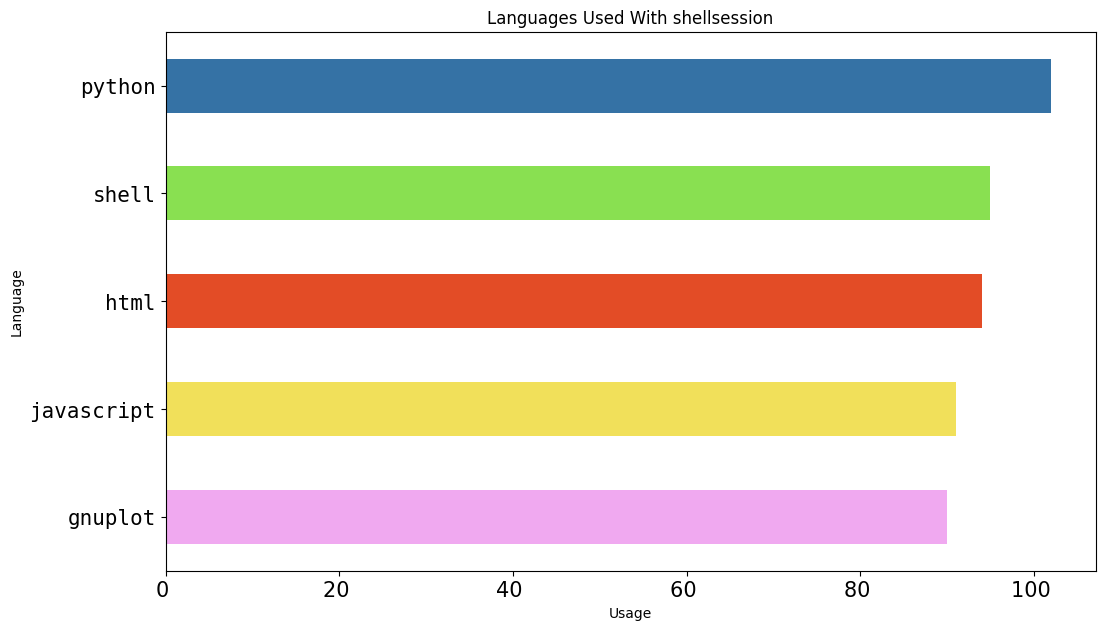 Languages Used With shellsession
python
shell
html
javascript
gnuplot
Language
0 20 40 60 80 100
Usage